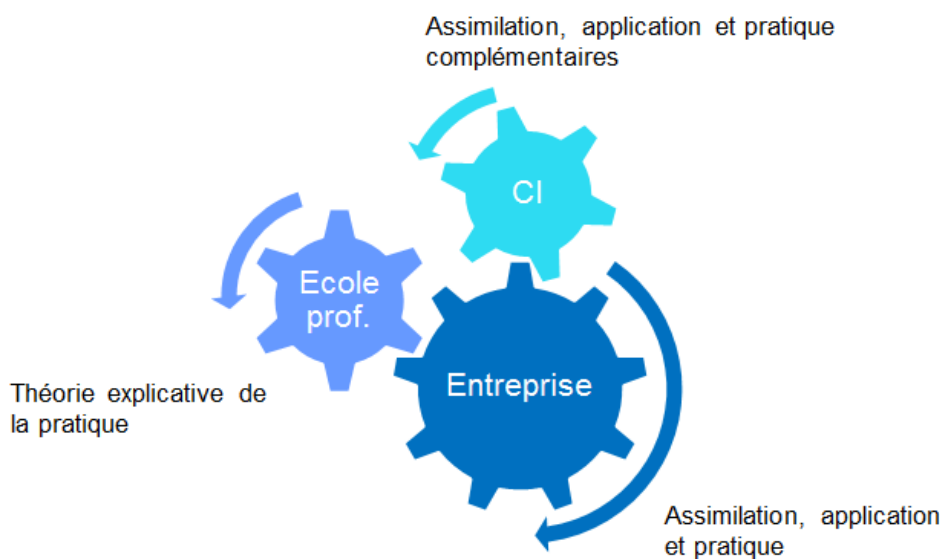 Assimilation, application et pratique
complémentaires
CI
Ecole
prof.
Entreprise
Théorie explicative de
la pratique
Assimilation, application
et pratique